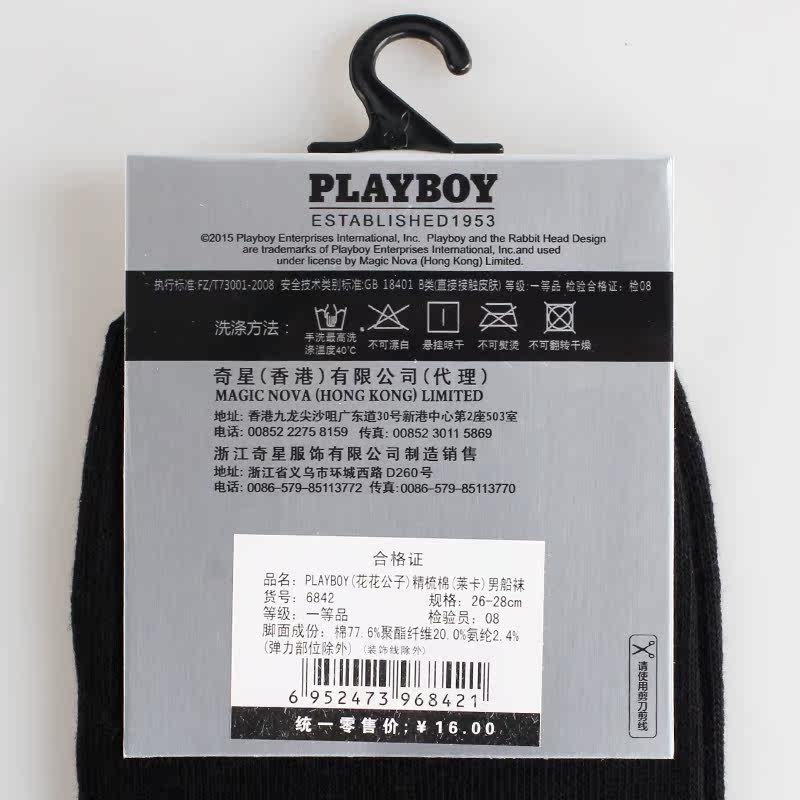 PLAYBOY
ESTABLISHED1953
©2015 Playboy Enterprises International, Inc. Playboy and the Rabbit Head Design
are trademarks of Playboy Enterprises International, Inc.and used
under license by Magic Nova (Hong Kong) Limited.
执行标准:FZ/T73001-2008 安全技术类别标准:GB 18401 B类(直接接触皮肤) 等级:一等品 检验合格证：检08
洗涤方法：
手洗最高洗
涤温度40℃
不可漂白
悬挂晾干
不可熨烫
不可翻转干燥
奇星(香港)有限公司(代理)
MAGIC NOVA (HONG KONG) LIMITED
地址: 香港九龙尖沙咀广东道30号新港中心第2座503室
电话: 00852 2275 8159 传真: 00852 3011 5869
浙江奇星服饰有限公司制造销售
地址: 浙江省义乌市环城西路D260号
电话: 0086-579-85113772 传真:0086-579-85113770
合格证
品名: PLAYBOY(花花公子)精梳棉(莱卡)男船袜
货号: 6842 规格: 26-28cm
等级: 一等品 检验员: 08
脚面成份: 棉77.6%聚酯纤维20.0%氨纶2.4%
(弹力部位除外) (装饰线除外)
6 952473 968421
统一零售价:¥16.00
请使用剪刀剪线